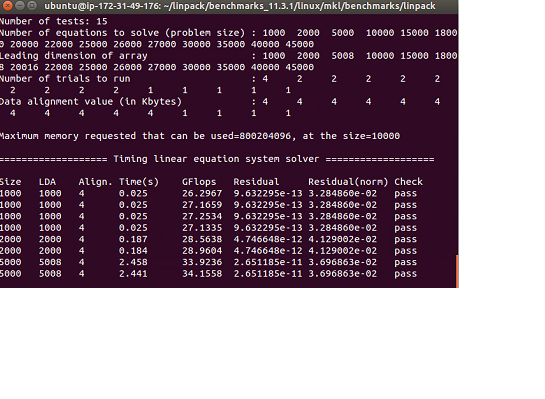 ubuntu@ip-172-31-49-176: ~/linpack/benchmarks_11.3.1/linux/mkl/benchmarks/linpack
Number of tests: 15
Number of equations to solve (problem size) : 1000 2000 5000 10000 15000 1800
0 20000 22000 25000 26000 27000 30000 35000 40000 45000
Leading dimension of array : 1000 2000 5008 10000 15000 1800
8 20016 22008 25000 26000 27000 30000 35000 40000 45000
Number of trials to run : 4 2 2 2 2 2
2 2 2 2 1 1 1 1 1
Data alignment value (in Kbytes) : 4 4 4 4 4 4
4 4 4 4 4 1 1 1 1
Maximum memory requested that can be used=800204096, at the size=10000
=================== Timing linear equation system solver ===================
Size LDA Align. Time(s) GFlops Residual Residual(norm) Check
1000 1000 4 0.025 26.2967 9.632295e-13 3.284860e-02 pass
1000 1000 4 0.025 27.1659 9.632295e-13 3.284860e-02 pass
1000 1000 4 0.025 27.2534 9.632295e-13 3.284860e-02 pass
1000 1000 4 0.025 27.1335 9.632295e-13 3.284860e-02 pass
2000 2000 4 0.187 28.5638 4.746648e-12 4.129002e-02 pass
2000 2000 4 0.184 28.9604 4.746648e-12 4.129002e-02 pass
5000 5008 4 2.458 33.9236 2.651185e-11 3.696863e-02 pass
5000 5008 4 2.441 34.1558 2.651185e-11 3.696863e-02 pass